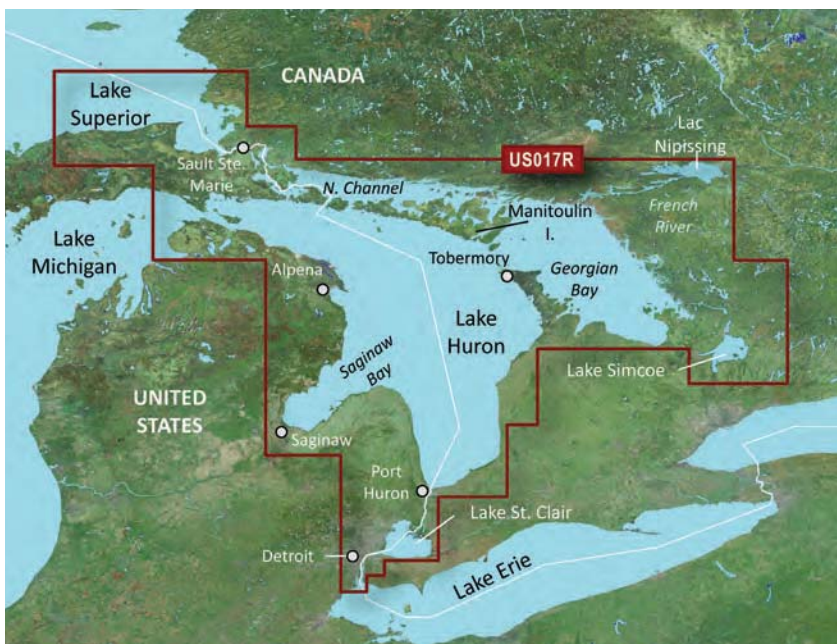 CANADA
Lake
Superior
Lac
Nipissing
US017R
Sault Ste.
Marie
N. Channel
Manitoulin
I.
French
River
Lake
Michigan
Tobermory
Georgian
Bay
Alpena
Lake
Huron
Saginaw
Bay
Lake Simcoe
UNITED
STATES
Saginaw
Port
Huron
Lake St. Clair
Detroit
Lake Erie